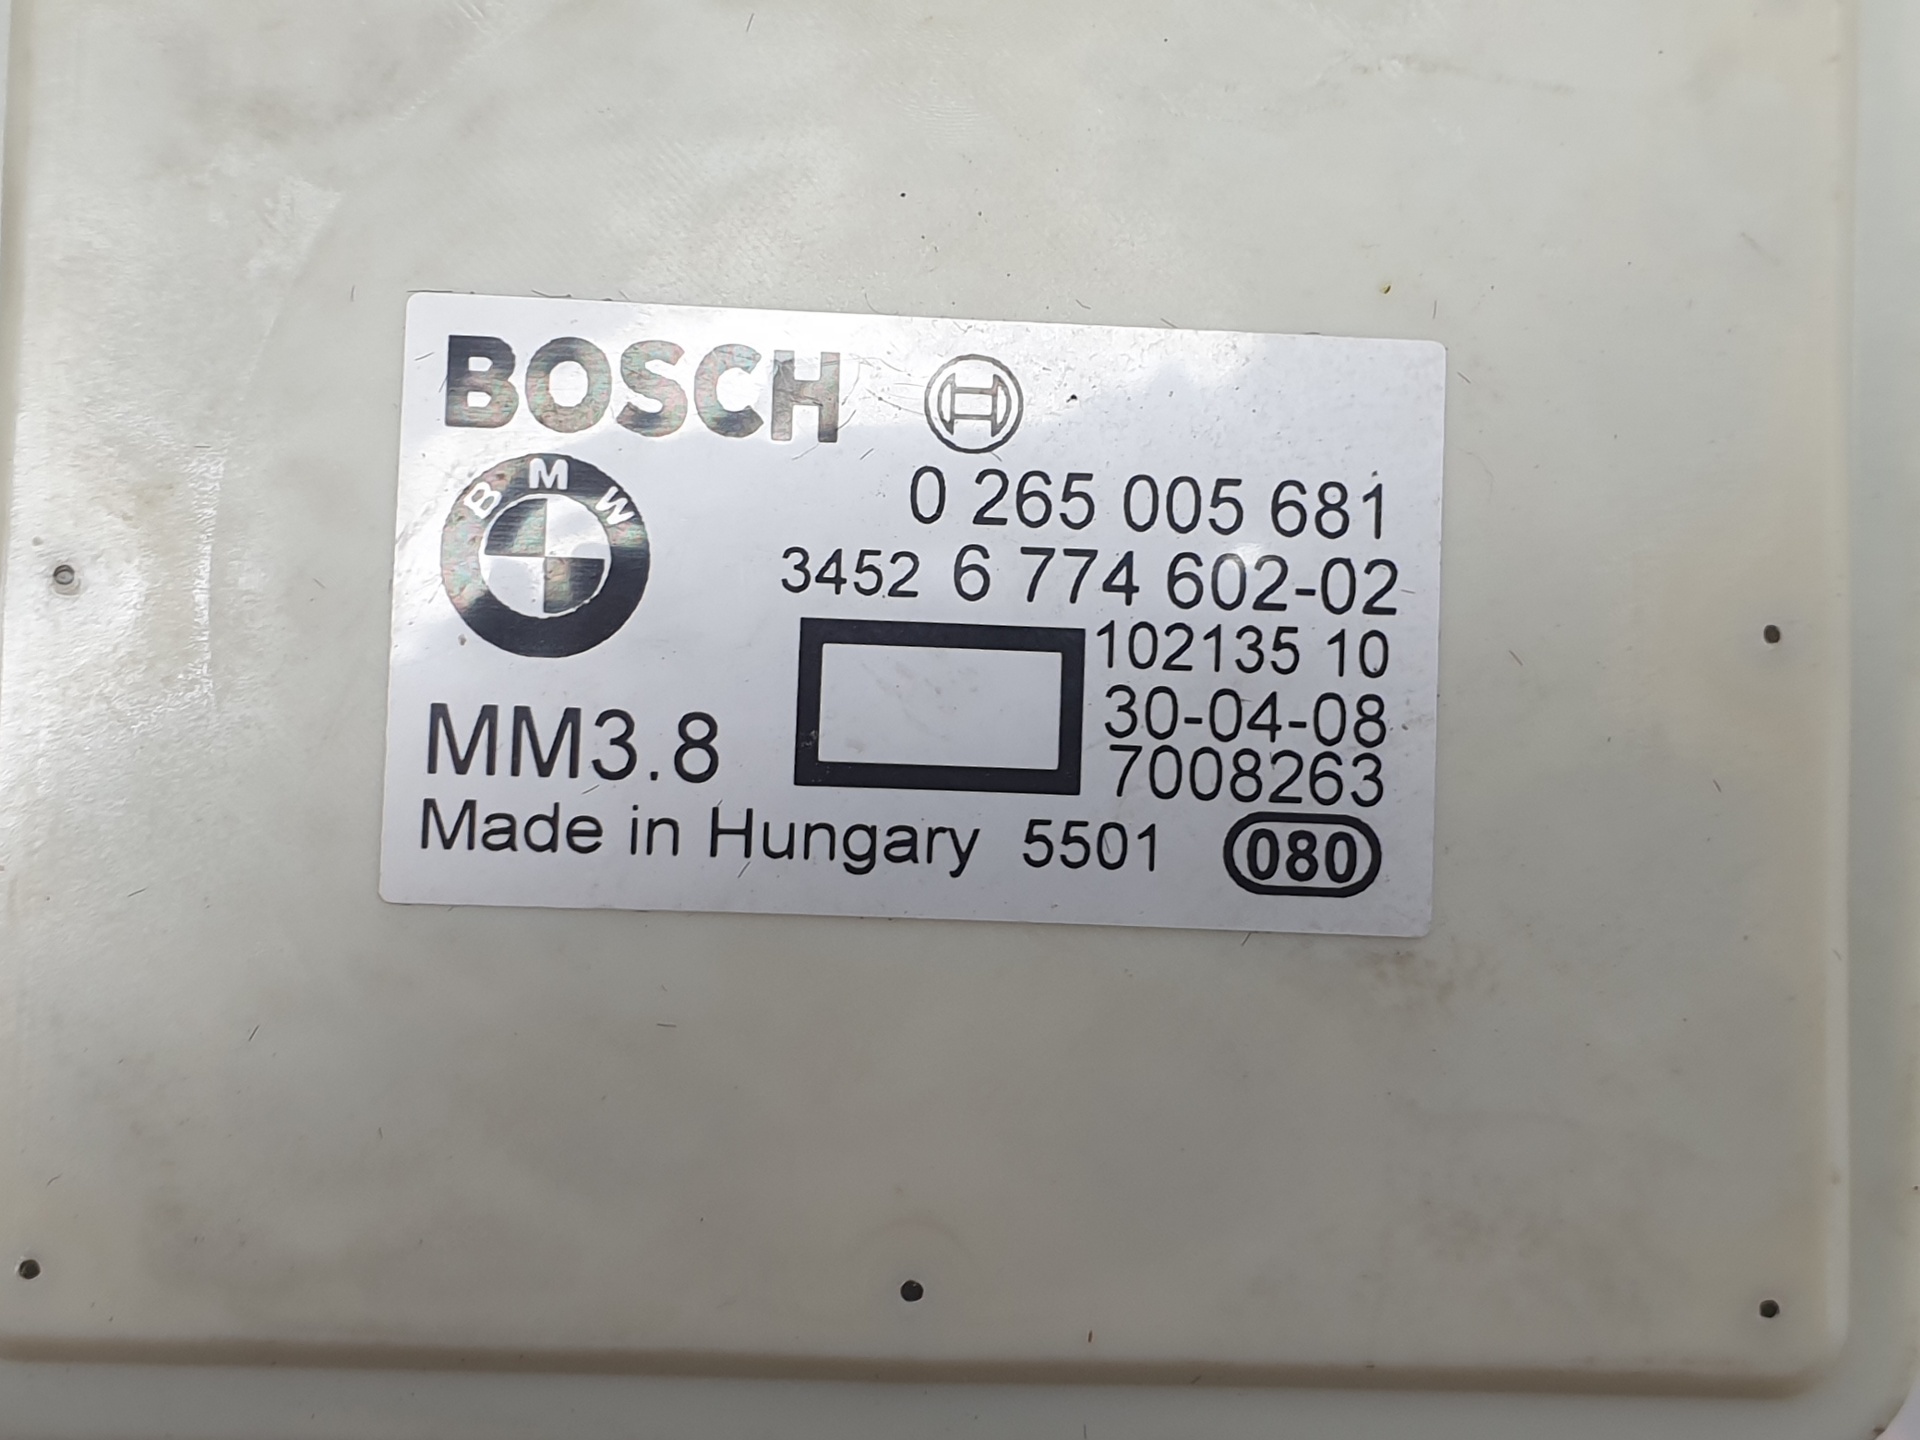 BOSCH
BMW
0 265 005 681
3452 6 774 602-02
102135 10
30-04-08
7008263
MM3.8
Made in Hungary 5501 080